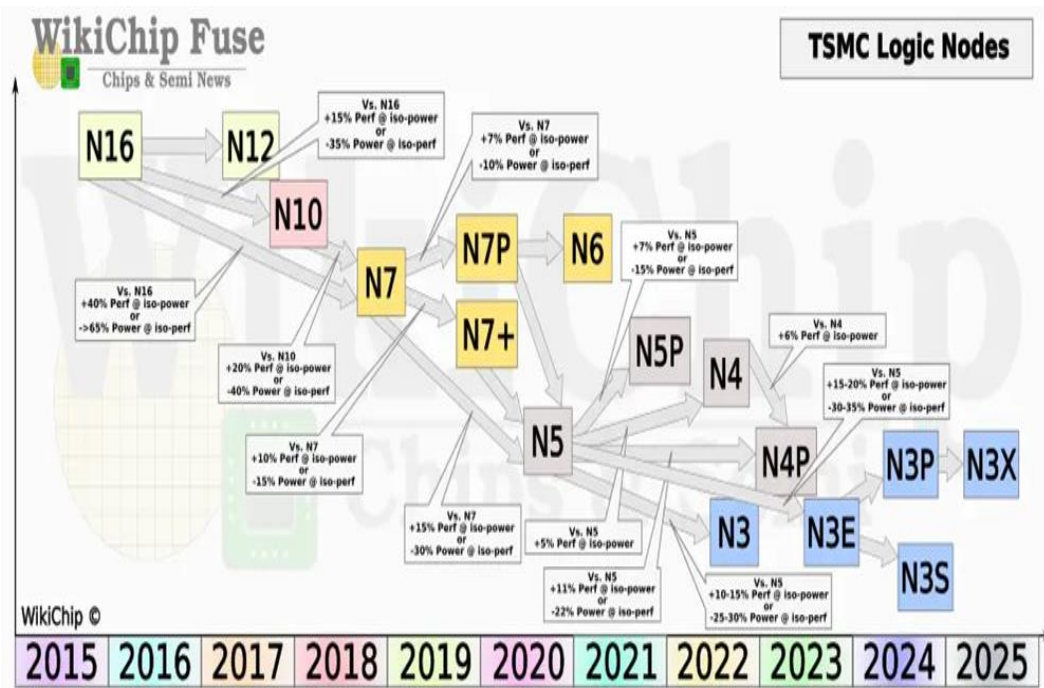 WikiChip Fuse
Chips & Semi News
TSMC Logic Nodes
N16
N12
Vs. N16
+15% Perf @ iso-power
or
-35% Power @ iso-perf
Vs. N7
+7% Perf @ iso-power
or
-10% Power @ iso-perf
N10
N7
N7P
N6
Vs. N5
+7% Perf @ iso-power
or
-15% Power @ iso-perf
Vs. N16
+40% Perf @ iso-power
or
->65% Power @ iso-perf
N7+
N5P
N4
Vs. N4
+6% Perf @ iso-power
Vs. N10
+20% Perf @ iso-power
or
-40% Power @ iso-perf
Vs. N5
+15-20% Perf @ iso-power
or
-30-35% Power @ iso-perf
Vs. N7
+10% Perf @ iso-power
or
-15% Power @ iso-perf
N5
N4P
N3P
N3X
Vs. N7
+15% Perf @ iso-power
or
-30% Power @ iso-perf
Vs. N5
+5% Perf @ iso-power
N3
N3E
N3S
Vs. N5
+11% Perf @ iso-power
or
-22% Power @ iso-perf
Vs. N5
+10-15% Perf @ iso-power
or
-25-30% Power @ iso-perf
WikiChip ©
2015 2016 2017 2018 2019 2020 2021 2022 2023 2024 2025
WikiChip
Chips & Semi